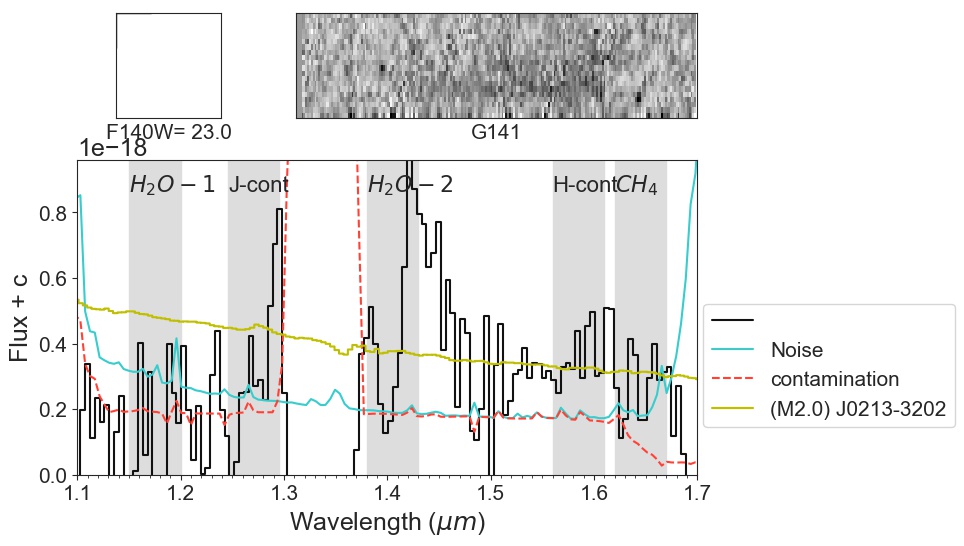 F140W= 23.0
G141
1e−18
H₂O − 1
J-cont
H₂O − 2
H-cont
CH₄
0.8
0.6
0.4
0.2
0.0
Flux + c
1.1
1.2
1.3
1.4
1.5
1.6
1.7
Wavelength (μm)
Noise
contamination
(M2.0) J0213-3202